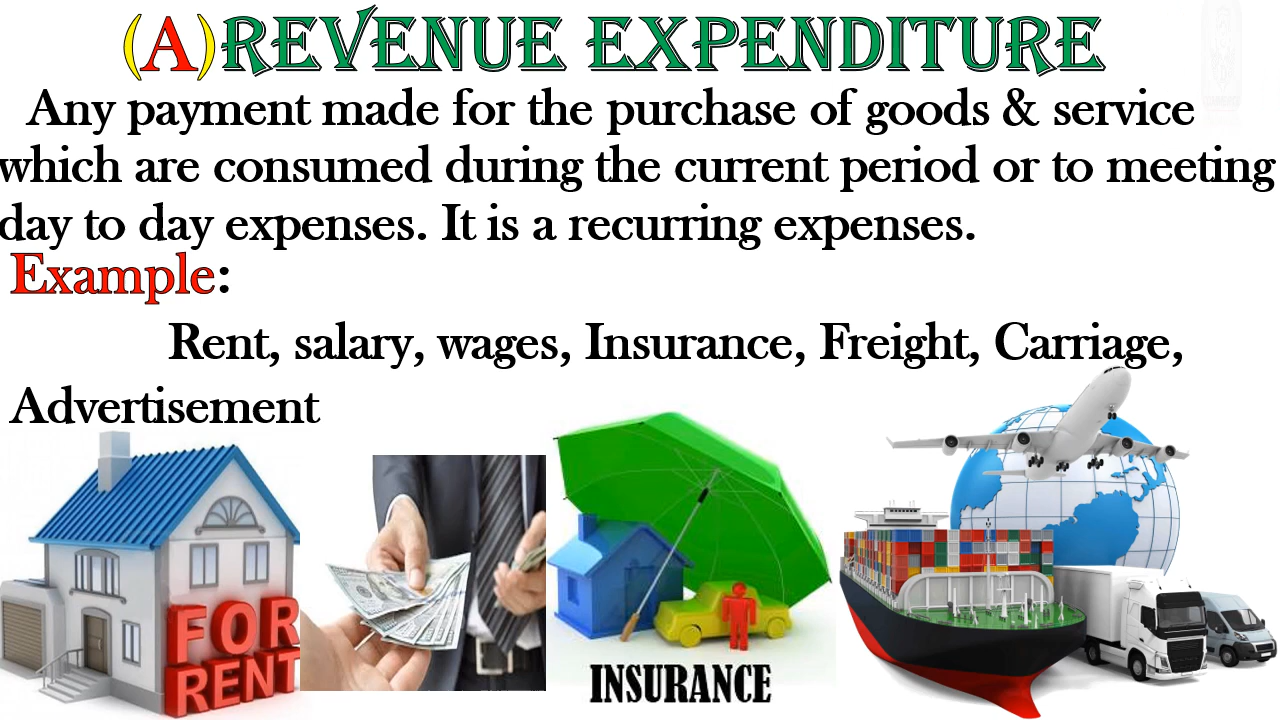 (A)REVENUE EXPENDITURE
Any payment made for the purchase of goods & service
which are consumed during the current period or to meeting
day to day expenses. It is a recurring expenses.
Example:
Rent, salary, wages, Insurance, Freight, Carriage,
Advertisement
FOR
RENT
INSURANCE